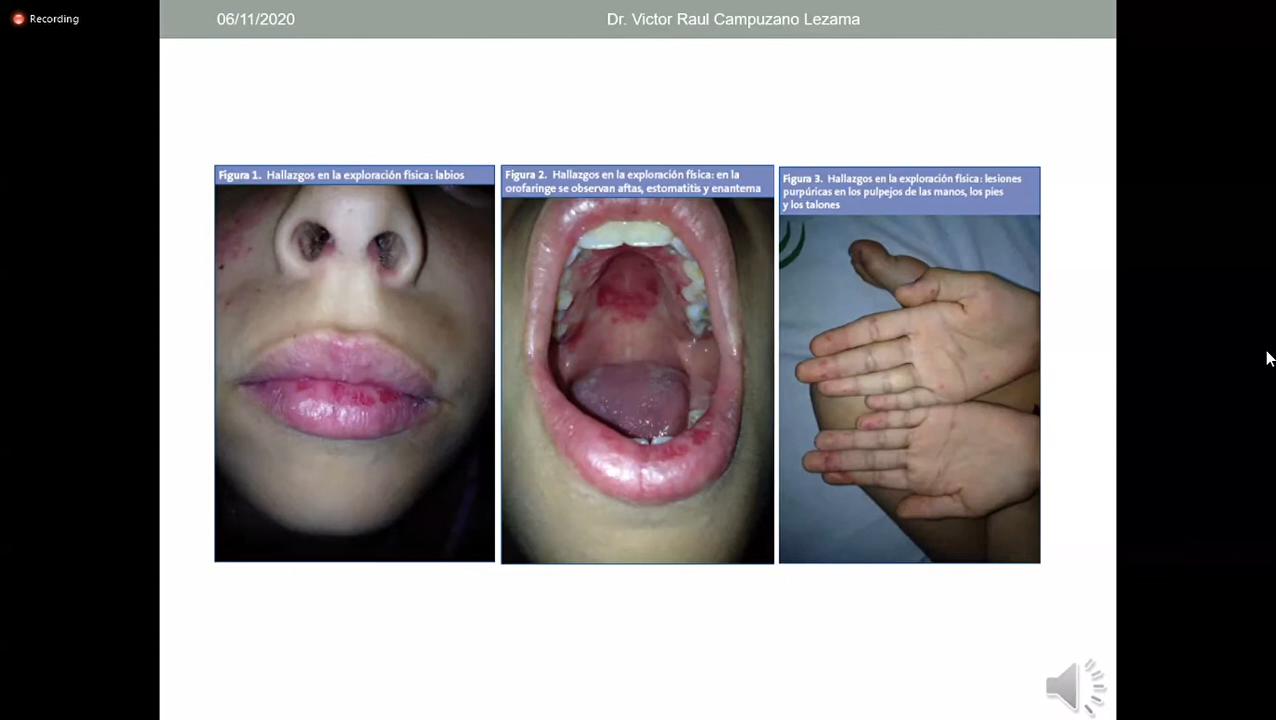 Recording
06/11/2020
Dr. Victor Raul Campuzano Lezama
Figura 1. Hallazgos en la exploración física: labios
Figura 2. Hallazgos en la exploración física: en la
orofaringe se observan aftas, estomatitis y enantema
Figura 3. Hallazgos en la exploración física: lesiones
purpúricas en los pulpejos de las manos, los pies
y los talones